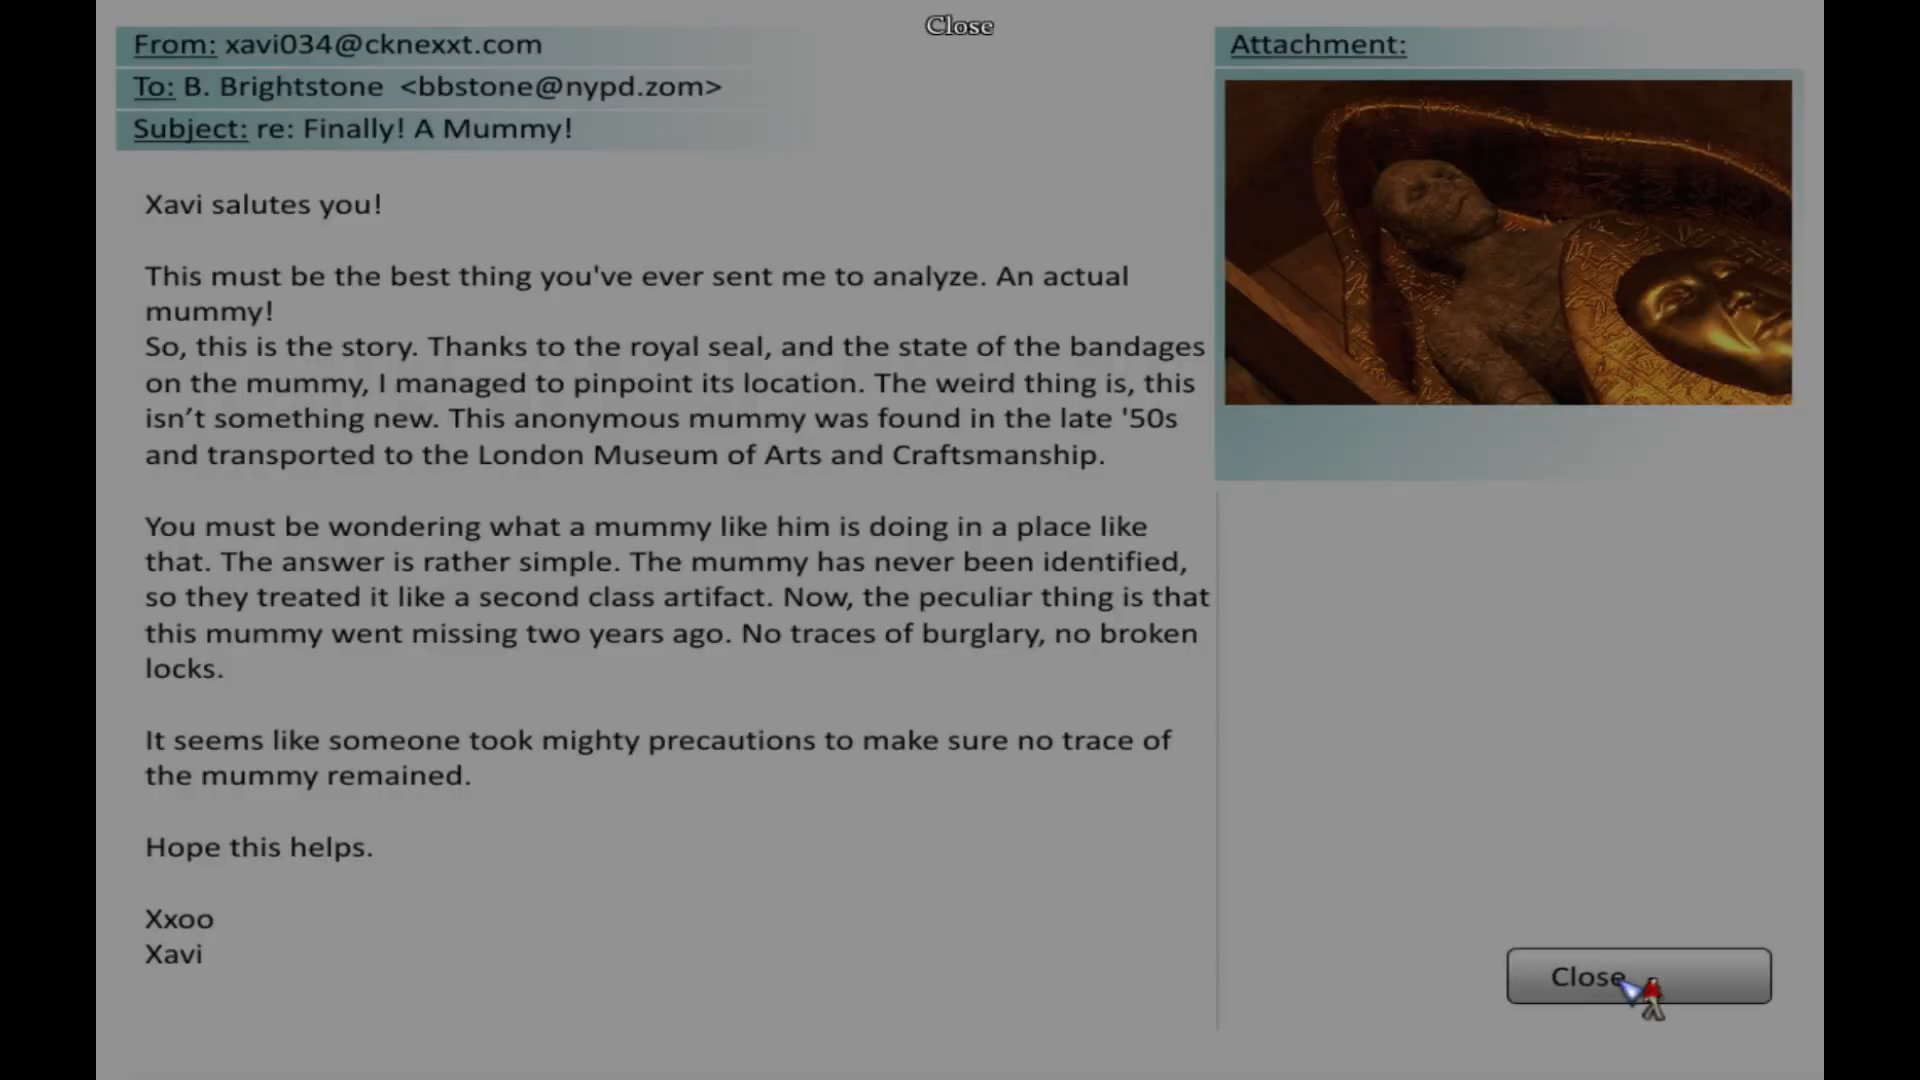 Close
From: xavi034@cknexxt.com
To: B. Brightstone <bbstone@nypd.zom>
Subject: re: Finally! A Mummy!
Attachment:
Xavi salutes you!
This must be the best thing you've ever sent me to analyze. An actual
mummy!
So, this is the story. Thanks to the royal seal, and the state of the bandages
on the mummy, I managed to pinpoint its location. The weird thing is, this
isn’t something new. This anonymous mummy was found in the late '50s
and transported to the London Museum of Arts and Craftsmanship.
You must be wondering what a mummy like him is doing in a place like
that. The answer is rather simple. The mummy has never been identified,
so they treated it like a second class artifact. Now, the peculiar thing is that
this mummy went missing two years ago. No traces of burglary, no broken
locks.
It seems like someone took mighty precautions to make sure no trace of
the mummy remained.
Hope this helps.
Xxoo
Xavi
Close